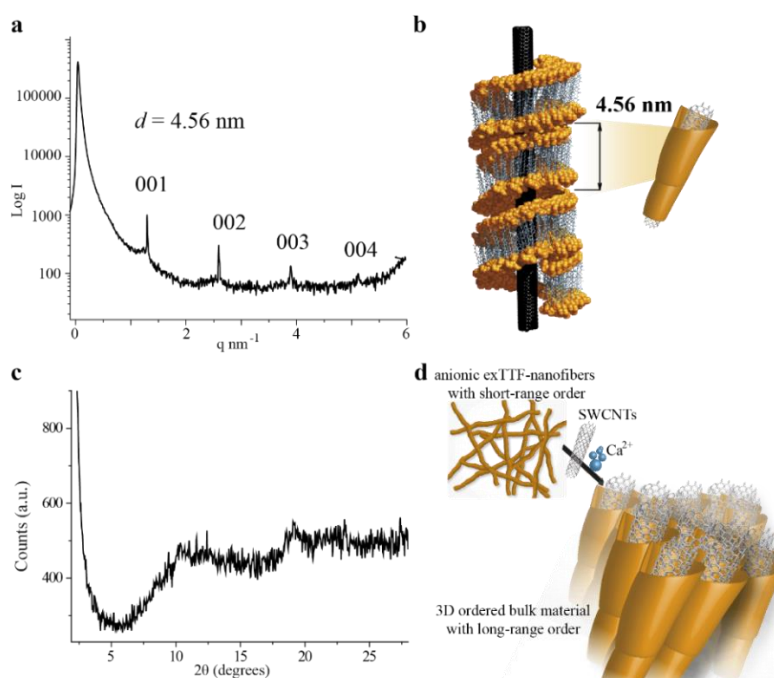 a
d = 4.56 nm
001
002
003
004
Log I
100000
10000
1000
100
0
2
4
6
q nm-1
b
4.56 nm
c
Counts (a.u.)
800
600
400
5
10
15
20
25
2θ (degrees)
d
anionic exTTF-nanofibers
with short-range order
SWCNTs
Ca²⁺
3D ordered bulk material
with long-range order